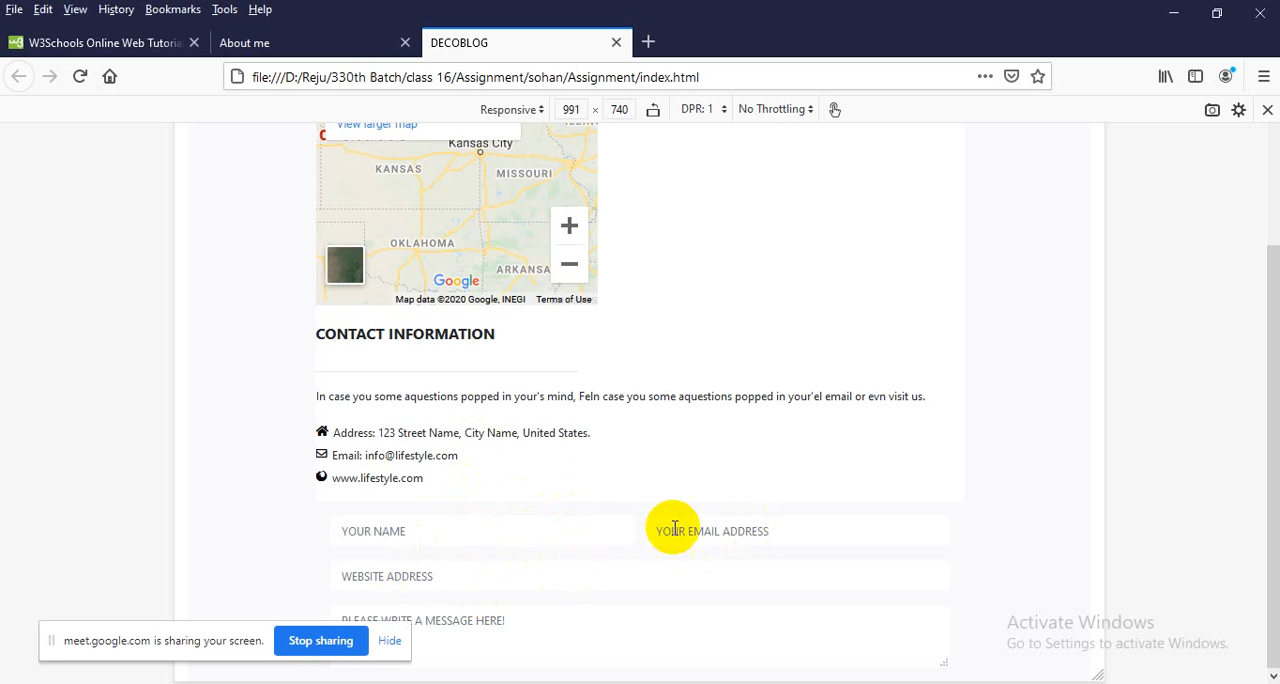 File Edit View History Bookmarks Tools Help
W3Schools Online Web Tutoria
About me
DECOBLOG
file:///D:/Reju/330th Batch/class 16/Assignment/sohan/Assignment/index.html
Responsive 991 × 740 DPR: 1 No Throttling
View larger map
Kansas City
KANSAS
MISSOURI
OKLAHOMA
ARKANSA
Google
Map data ©2020 Google, INEGI Terms of Use
CONTACT INFORMATION
In case you some aquestions popped in your's mind, Feln case you some aquestions popped in your'el email or evn visit us.
Address: 123 Street Name, City Name, United States.
Email: info@lifestyle.com
www.lifestyle.com
YOUR NAME
YOUR EMAIL ADDRESS
WEBSITE ADDRESS
PLEASE WRITE A MESSAGE HERE!
meet.google.com is sharing your screen. Stop sharing Hide
Activate Windows
Go to Settings to activate Windows.